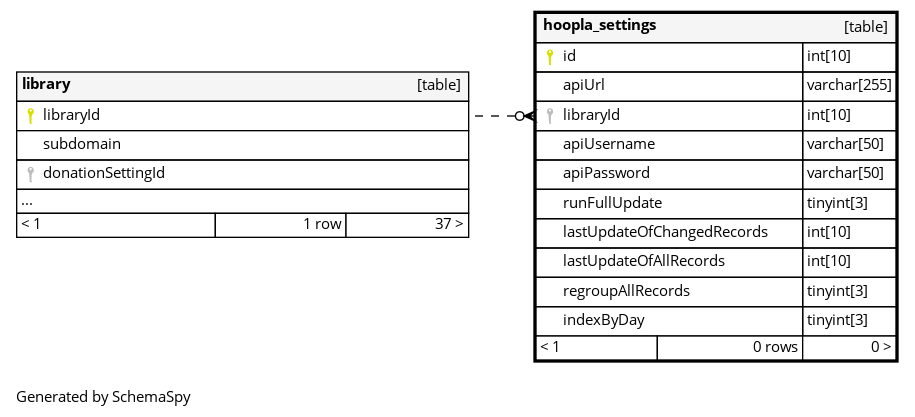 library [table]
libraryId
subdomain
donationSettingId
...
< 1 1 row 37 >
hoopla_settings [table]
id int[10]
apiUrl varchar[255]
libraryId int[10]
apiUsername varchar[50]
apiPassword varchar[50]
runFullUpdate tinyint[3]
lastUpdateOfChangedRecords int[10]
lastUpdateOfAllRecords int[10]
regroupAllRecords tinyint[3]
indexByDay tinyint[3]
< 1 0 rows 0 >
Generated by SchemaSpy